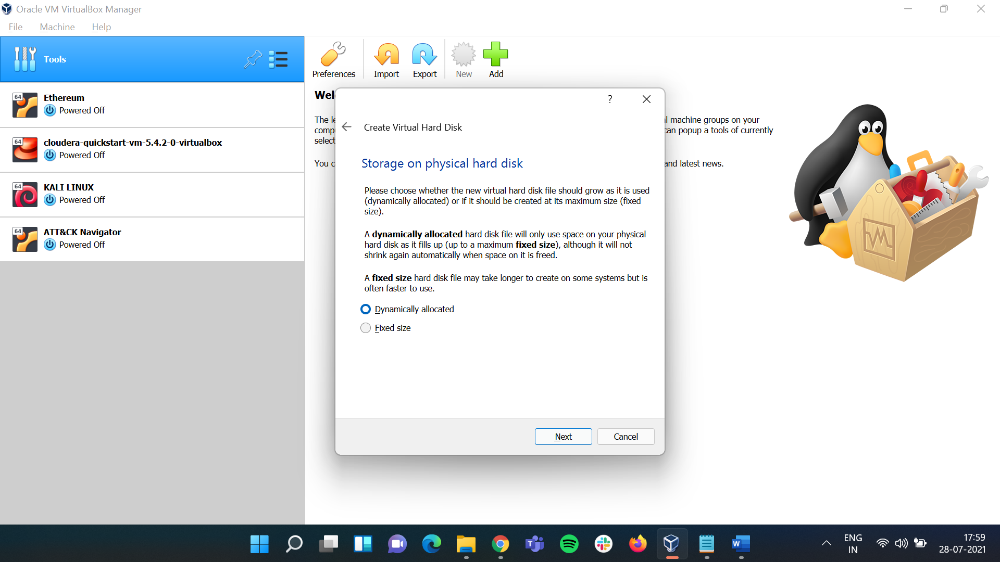 Oracle VM VirtualBox Manager
File Machine Help
Tools
Preferences Import Export New Add
64 Ethereum
Powered Off
64 cloudera-quickstart-vm-5.4.2-0-virtualbox
Powered Off
64 KALI LINUX
Powered Off
64 ATT&CK Navigator
Powered Off
Wel
The le
comp
select
You c
l machine groups on your
can popup a tools of currently
and latest news.
?
Create Virtual Hard Disk
Storage on physical hard disk
Please choose whether the new virtual hard disk file should grow as it is used
(dynamically allocated) or if it should be created at its maximum size (fixed
size).
A dynamically allocated hard disk file will only use space on your physical
hard disk as it fills up (up to a maximum fixed size), although it will not
shrink again automatically when space on it is freed.
A fixed size hard disk file may take longer to create on some systems but is
often faster to use.
Dynamically allocated
Fixed size
Next Cancel
ENG
IN
17:59
28-07-2021